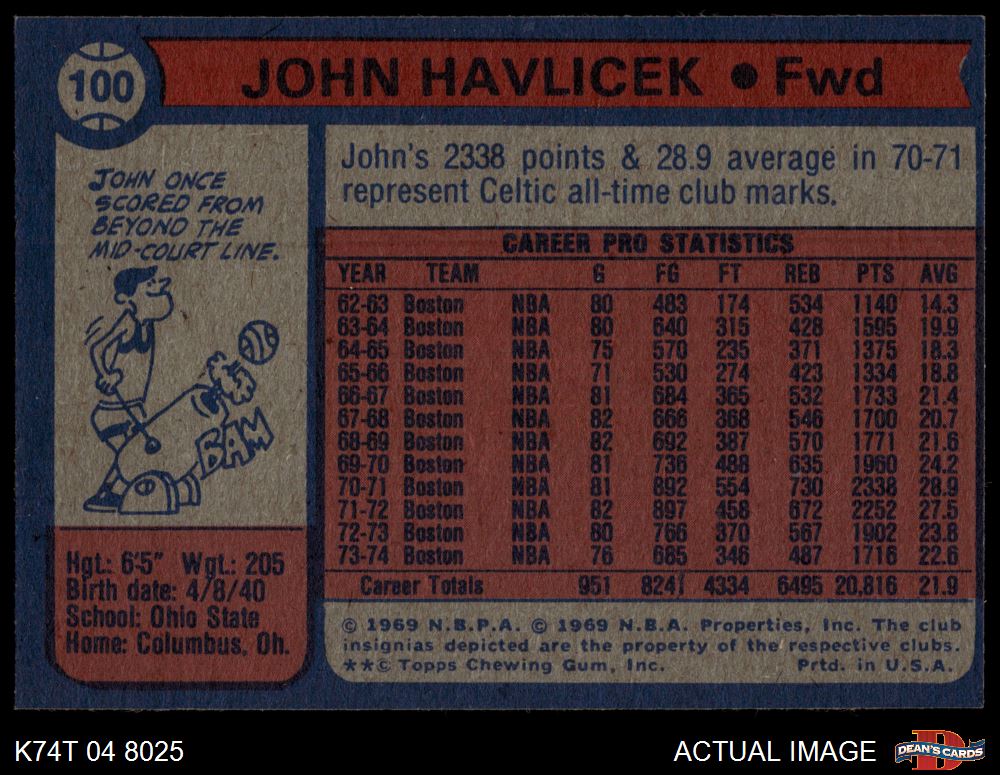 100
JOHN HAVLICEK ● Fwd
JOHN ONCE
SCORED FROM
BEYOND THE
MID-COURT LINE.
BAM
Hgt.: 6'5" Wgt.: 205
Birth date: 4/8/40
School: Ohio State
Home: Columbus, Oh.
John's 2338 points & 28.9 average in 70-71
represent Celtic all-time club marks.
CAREER PRO STATISTICS
YEAR TEAM G FG FT REB PTS AVG
62-63 Boston NBA 80 483 174 534 1140 14.3
63-64 Boston NBA 80 640 315 428 1595 19.9
64-65 Boston NBA 75 570 235 371 1375 18.3
65-66 Boston NBA 71 530 274 423 1334 18.8
66-67 Boston NBA 81 684 365 532 1733 21.4
67-68 Boston NBA 82 666 368 546 1700 20.7
68-69 Boston NBA 82 692 387 570 1771 21.6
69-70 Boston NBA 81 736 488 635 1960 24.2
70-71 Boston NBA 81 892 554 730 2338 28.9
71-72 Boston NBA 82 897 458 672 2252 27.5
72-73 Boston NBA 80 766 370 567 1902 23.8
73-74 Boston NBA 76 685 346 487 1716 22.6
Career Totals 951 8241 4334 6495 20,816 21.9
© 1969 N.B.P.A. © 1969 N.B.A. Properties, Inc. The club
insignias depicted are the property of the respective clubs.
**© Topps Chewing Gum, Inc. Prtd. in U.S.A.
K74T 04 8025
ACTUAL IMAGE
DEAN'S CARDS